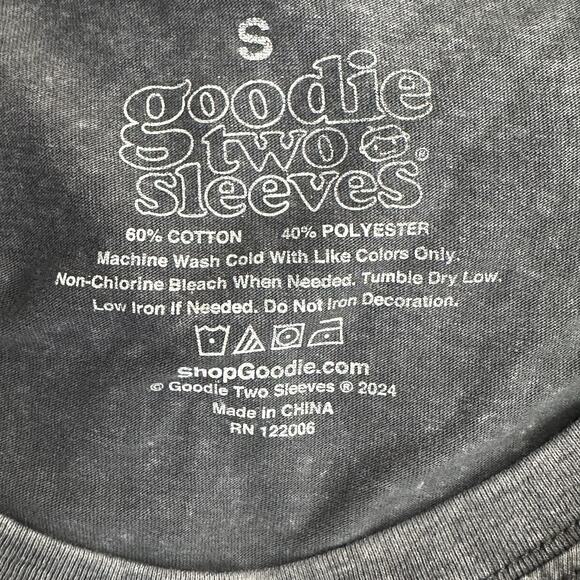 S
goodie
two
sleeves®
60% COTTON 40% POLYESTER
Machine Wash Cold With Like Colors Only.
Non-Chlorine Bleach When Needed. Tumble Dry Low.
Low Iron If Needed. Do Not Iron Decoration.
shopGoodie.com
© Goodie Two Sleeves ® 2024
Made in CHINA
RN 122006